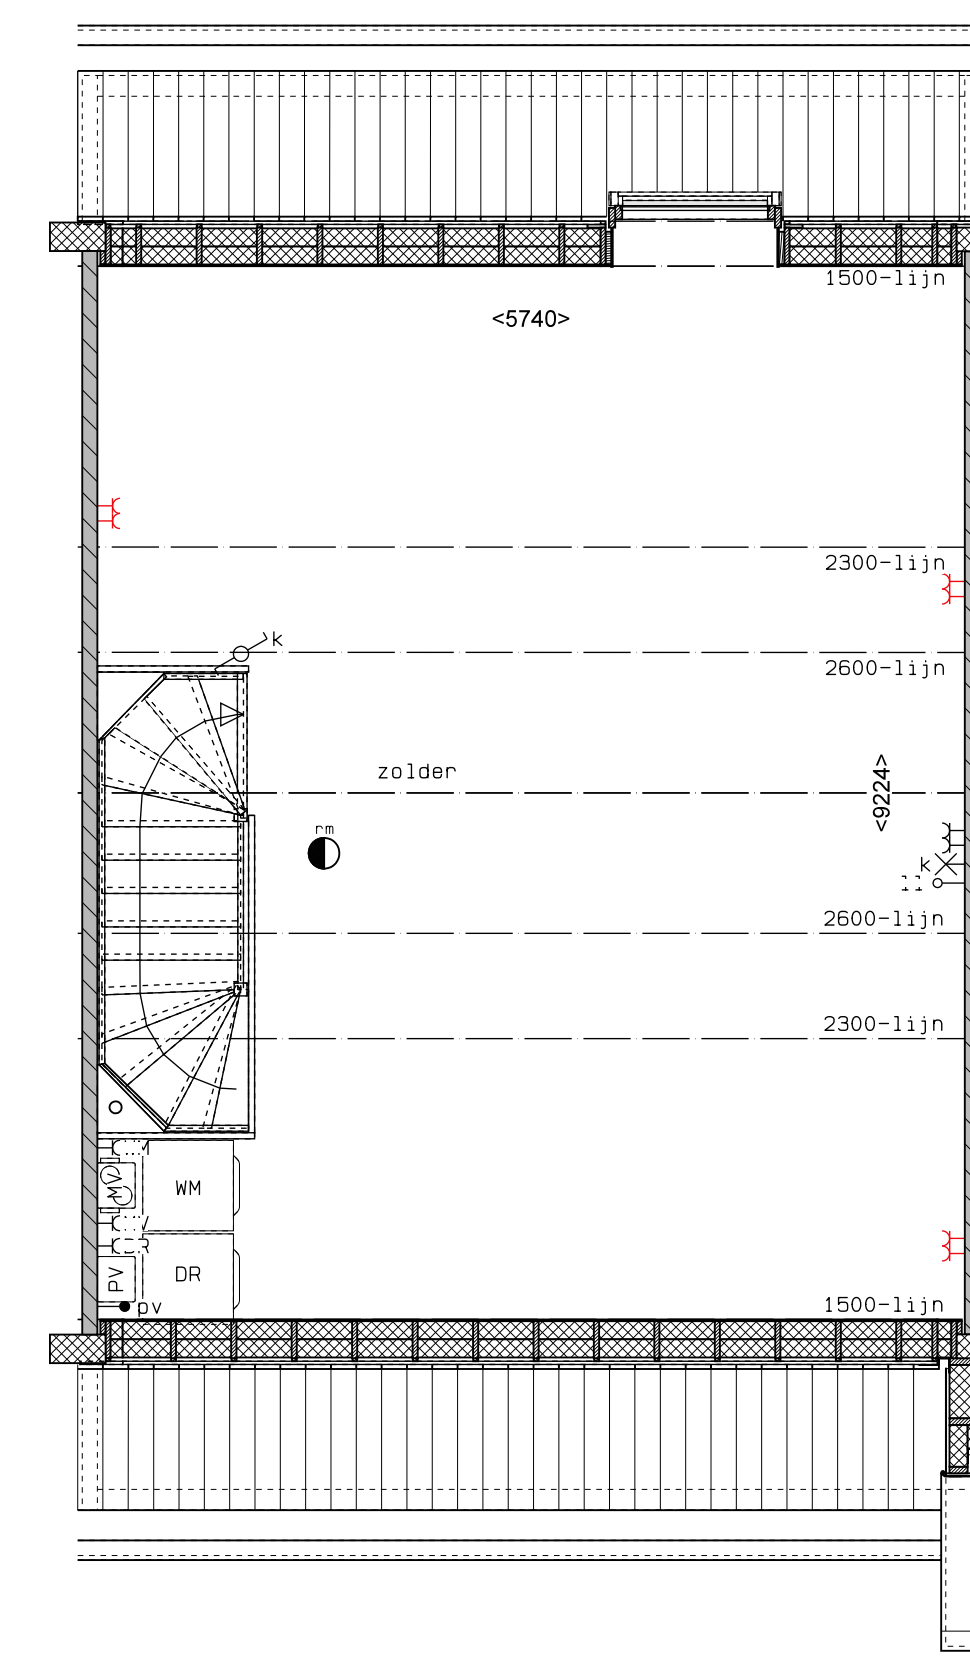 1500-lijn
<5740>
2300-lijn
k
2600-lijn
zolder
<9224>
rm
k
2600-lijn
2300-lijn
WM
MV
DR
PV
pv
1500-lijn